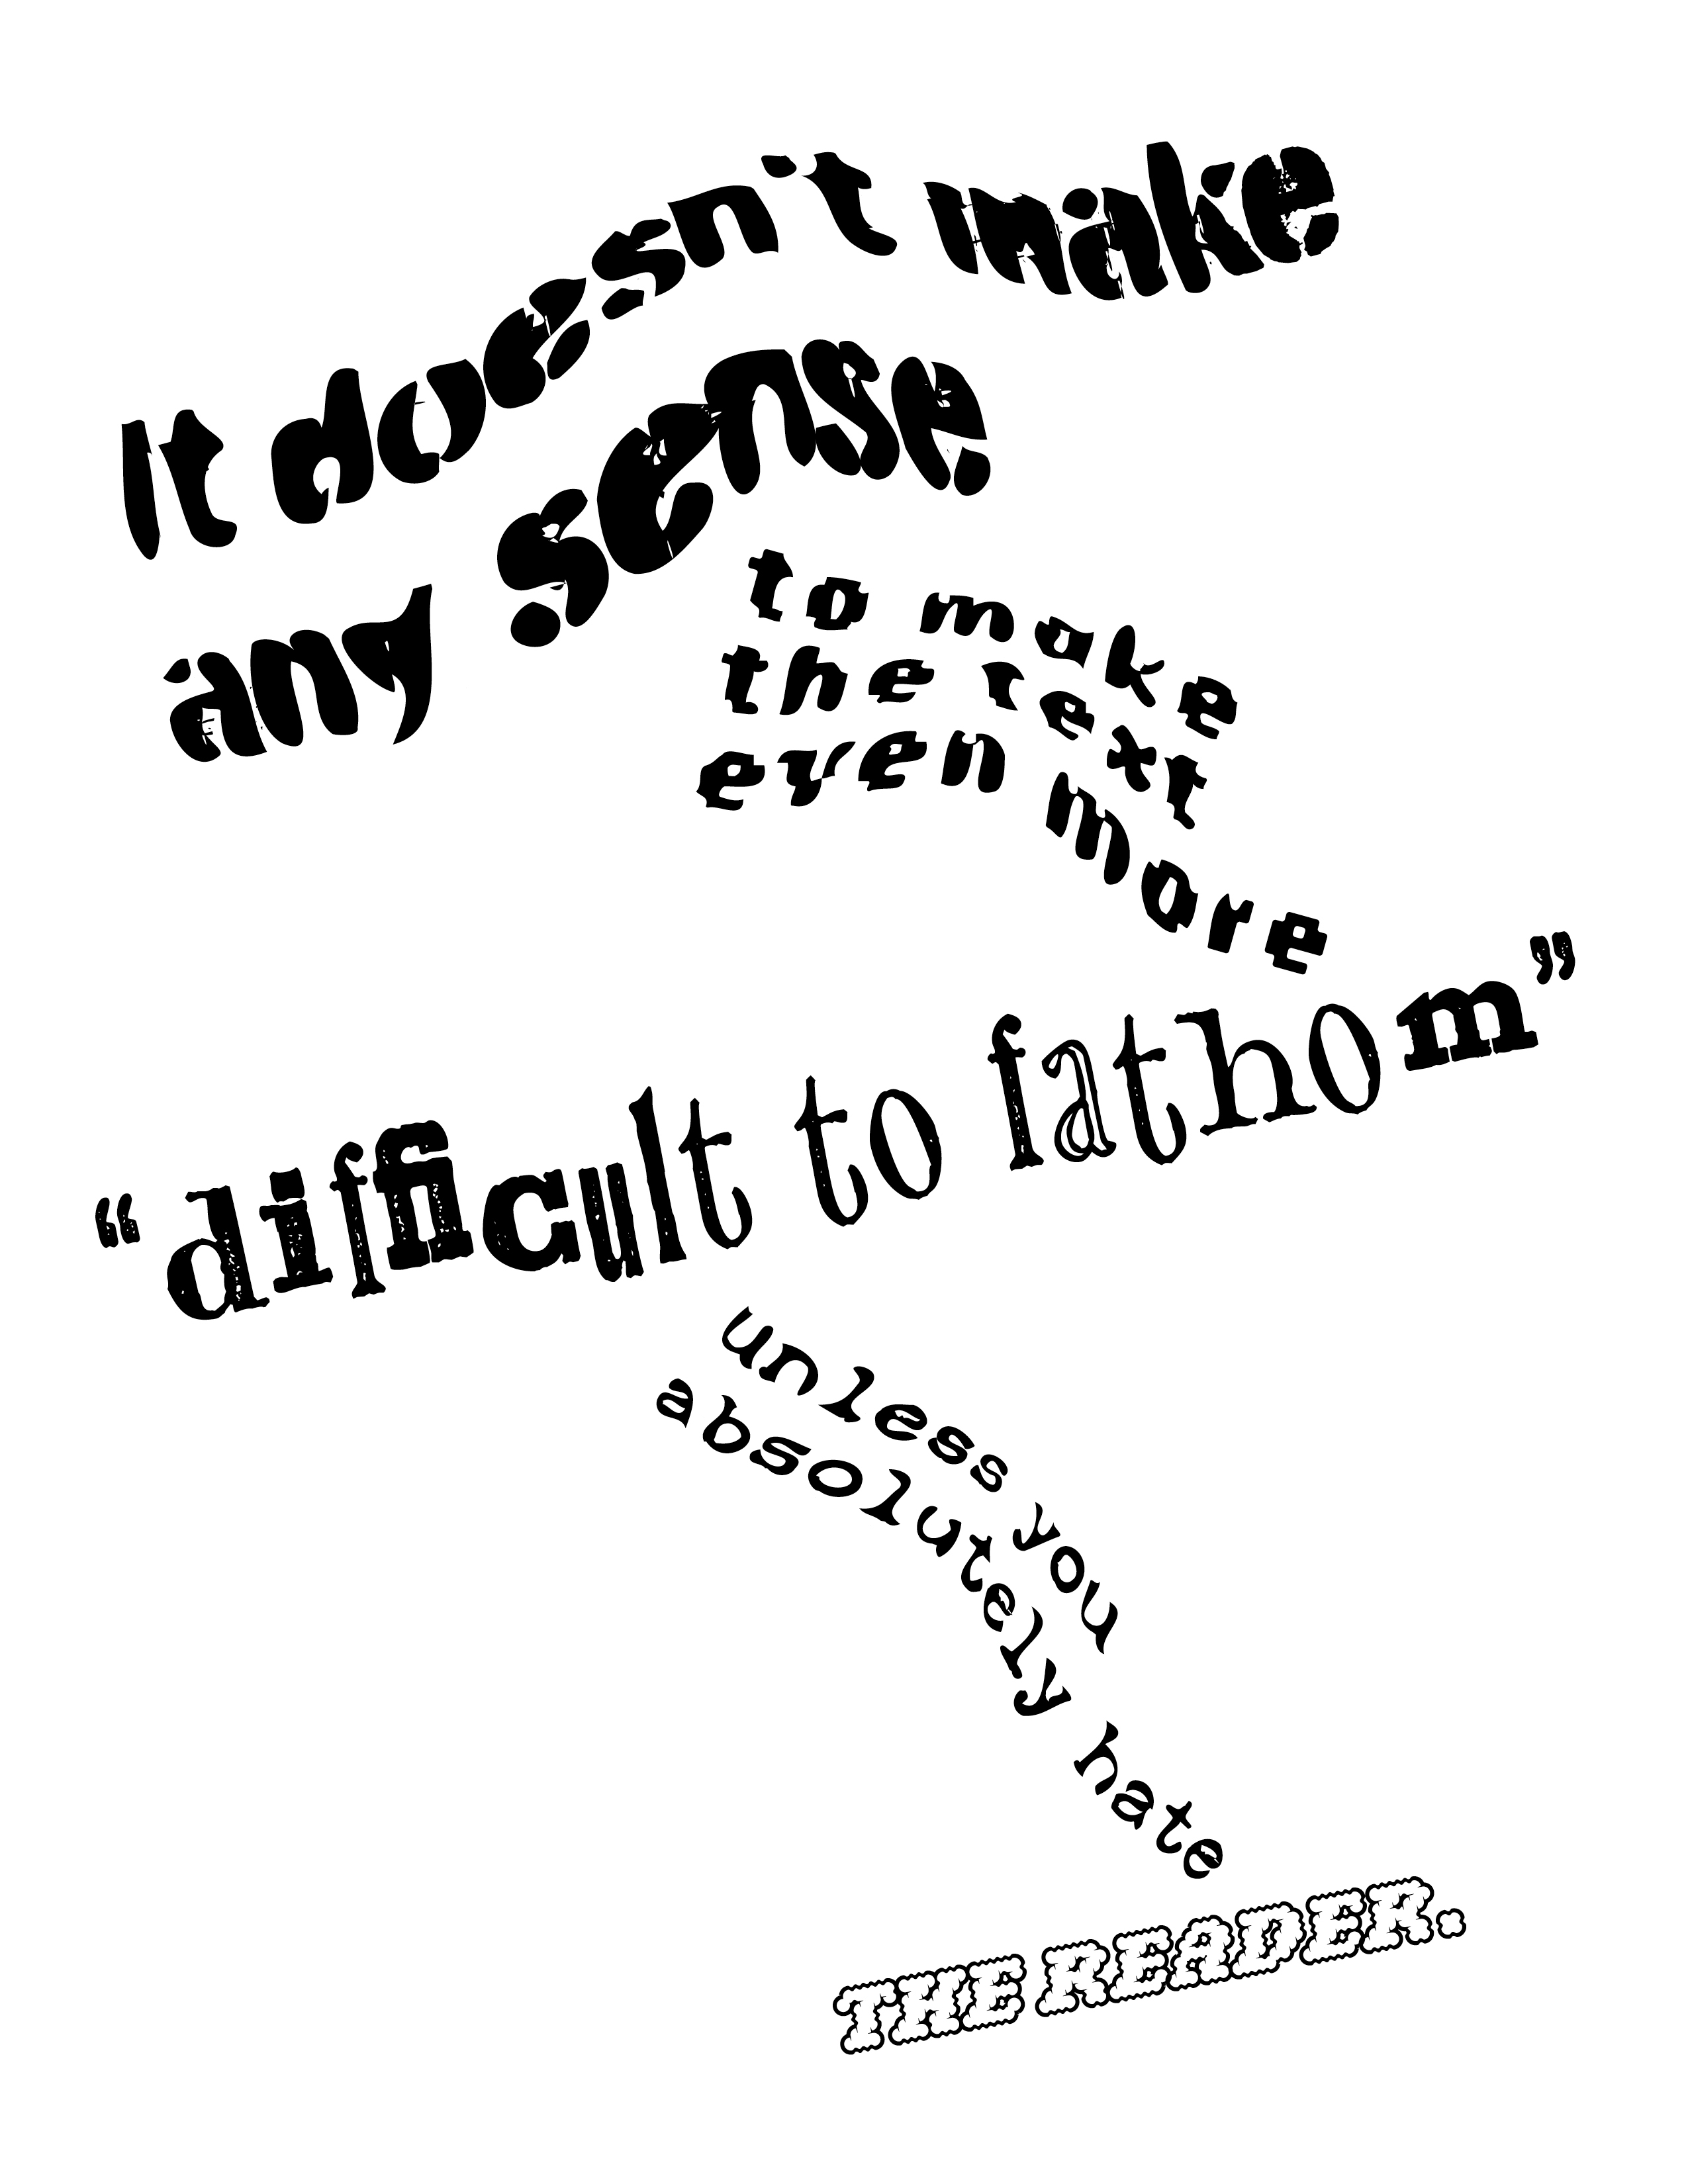 It doesn't make
any sense
to make
the text
even more
“difficult to fathom”
unless you
absolutely hate
THE READER.